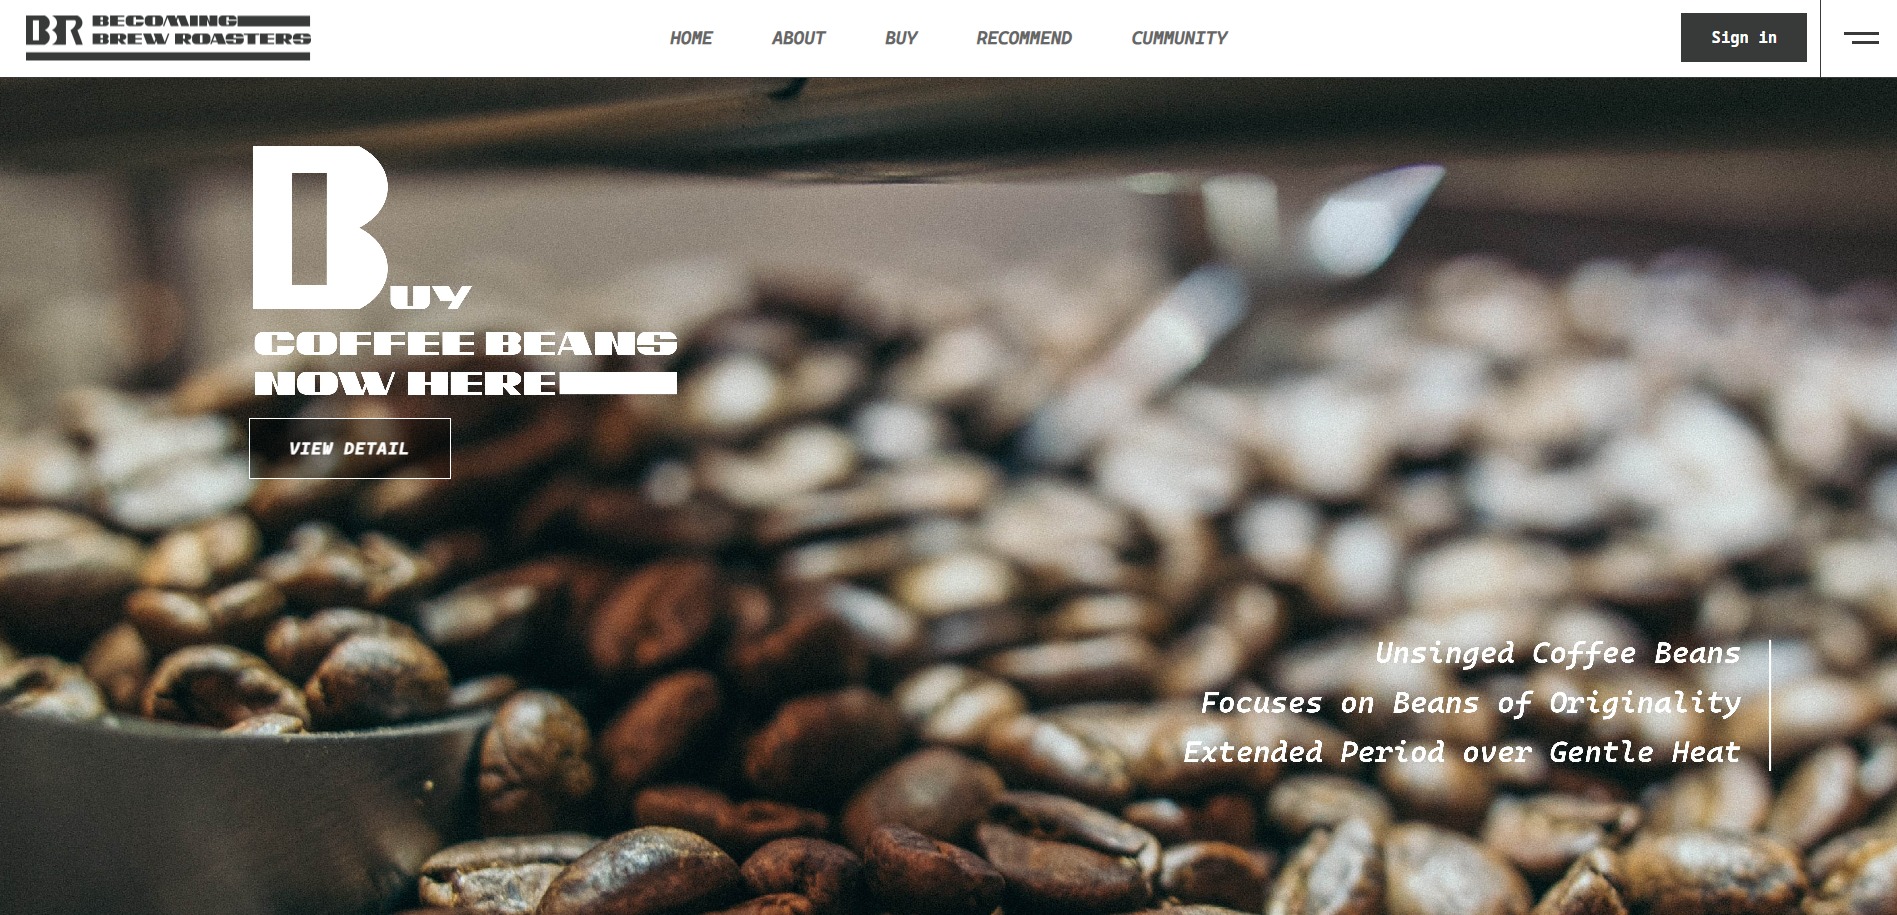 BR BECOMING
BREW ROASTERS
HOME ABOUT BUY RECOMMEND CUMMUNITY
Sign in
BUY
COFFEE BEANS
NOW HERE
VIEW DETAIL
Unsinged Coffee Beans
Focuses on Beans of Originality
Extended Period over Gentle Heat